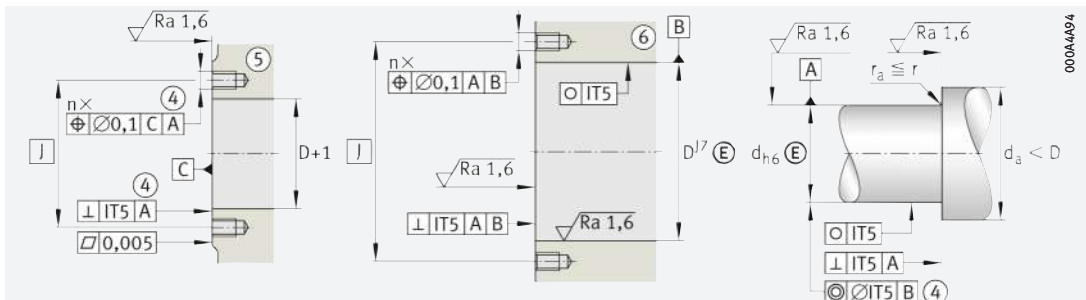 Ra 1,6
⑤
n×
④
⌖ ⌀0,1 C A
J
D+1
C
④
⟂ IT5 A
⏥ 0,005
B
⑥
n×
⌖ ⌀0,1 A B
○ IT5
J
D J7 Ⓔ
Ra 1,6
⟂ IT5 A B
Ra 1,6
Ra 1,6
Ra 1,6
A
ra ≦ r
dh6 Ⓔ
da < D
○ IT5
⟂ IT5 A
◎ ⌀IT5 B ④
000A4A94